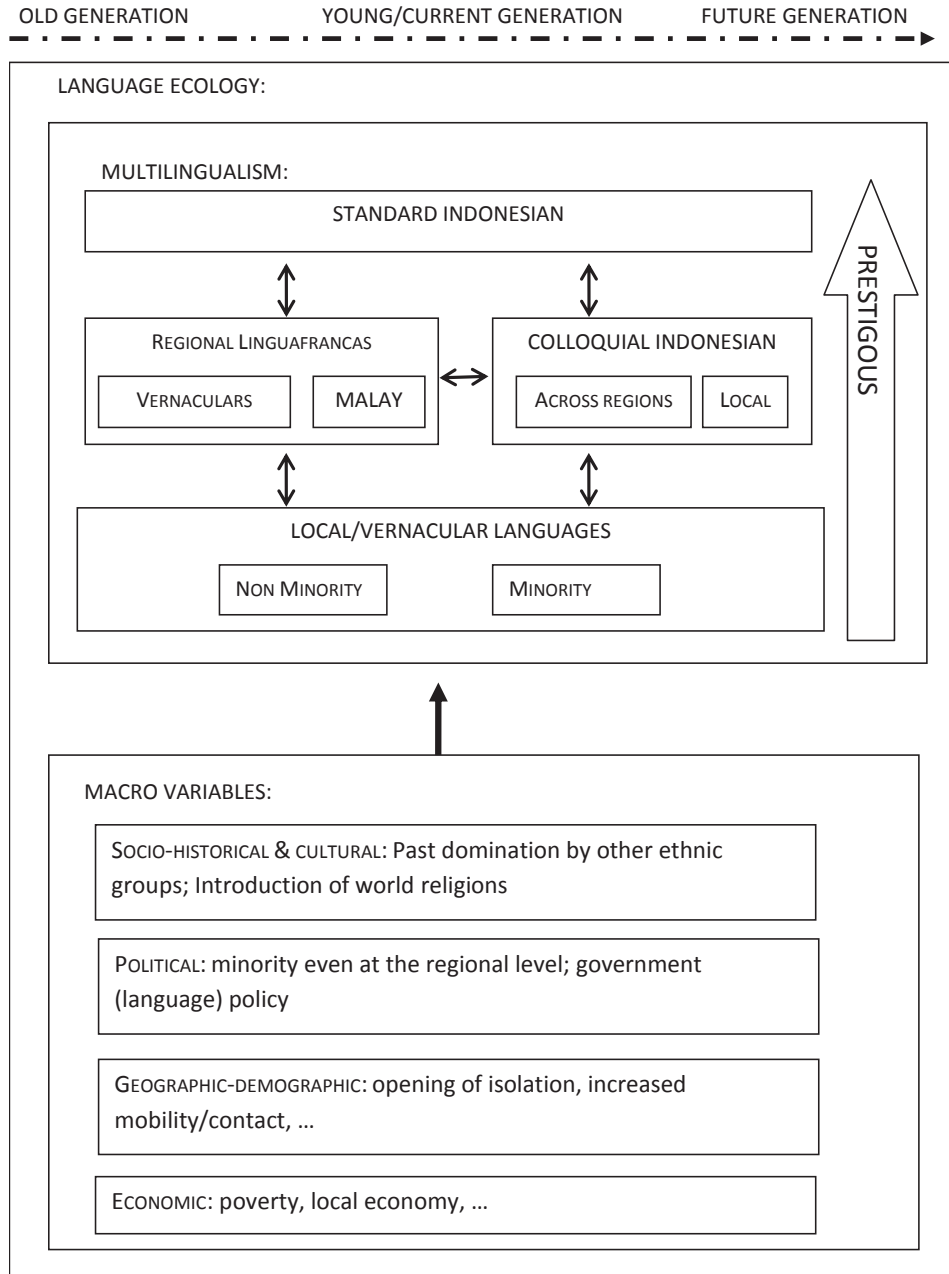 OLD GENERATION YOUNG/CURRENT GENERATION FUTURE GENERATION
LANGUAGE ECOLOGY:
MULTILINGUALISM:
STANDARD INDONESIAN
PRESTIGOUS
REGIONAL LINGUAFRANCAS
VERNACULARS MALAY
COLLOQUIAL INDONESIAN
ACROSS REGIONS LOCAL
LOCAL/VERNACULAR LANGUAGES
NON MINORITY MINORITY
MACRO VARIABLES:
SOCIO-HISTORICAL & CULTURAL: Past domination by other ethnic
groups; Introduction of world religions
POLITICAL: minority even at the regional level; government
(language) policy
GEOGRAPHIC-DEMOGRAPHIC: opening of isolation, increased
mobility/contact, …
ECONOMIC: poverty, local economy, …